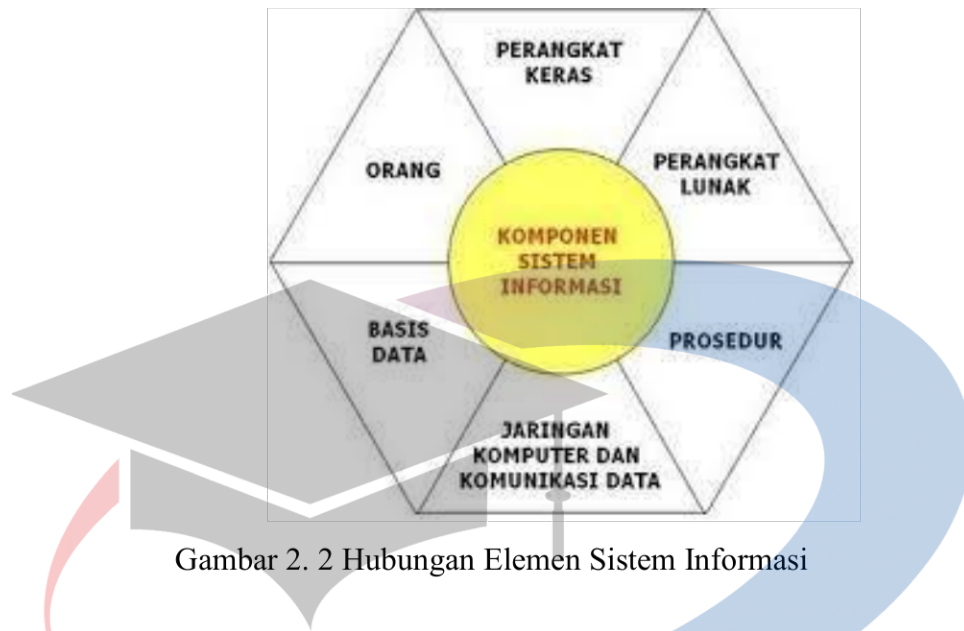 PERANGKAT
KERAS
ORANG
PERANGKAT
LUNAK
KOMPONEN
SISTEM
INFORMASI
BASIS
DATA
PROSEDUR
JARINGAN
KOMPUTER DAN
KOMUNIKASI DATA
Gambar 2. 2 Hubungan Elemen Sistem Informasi